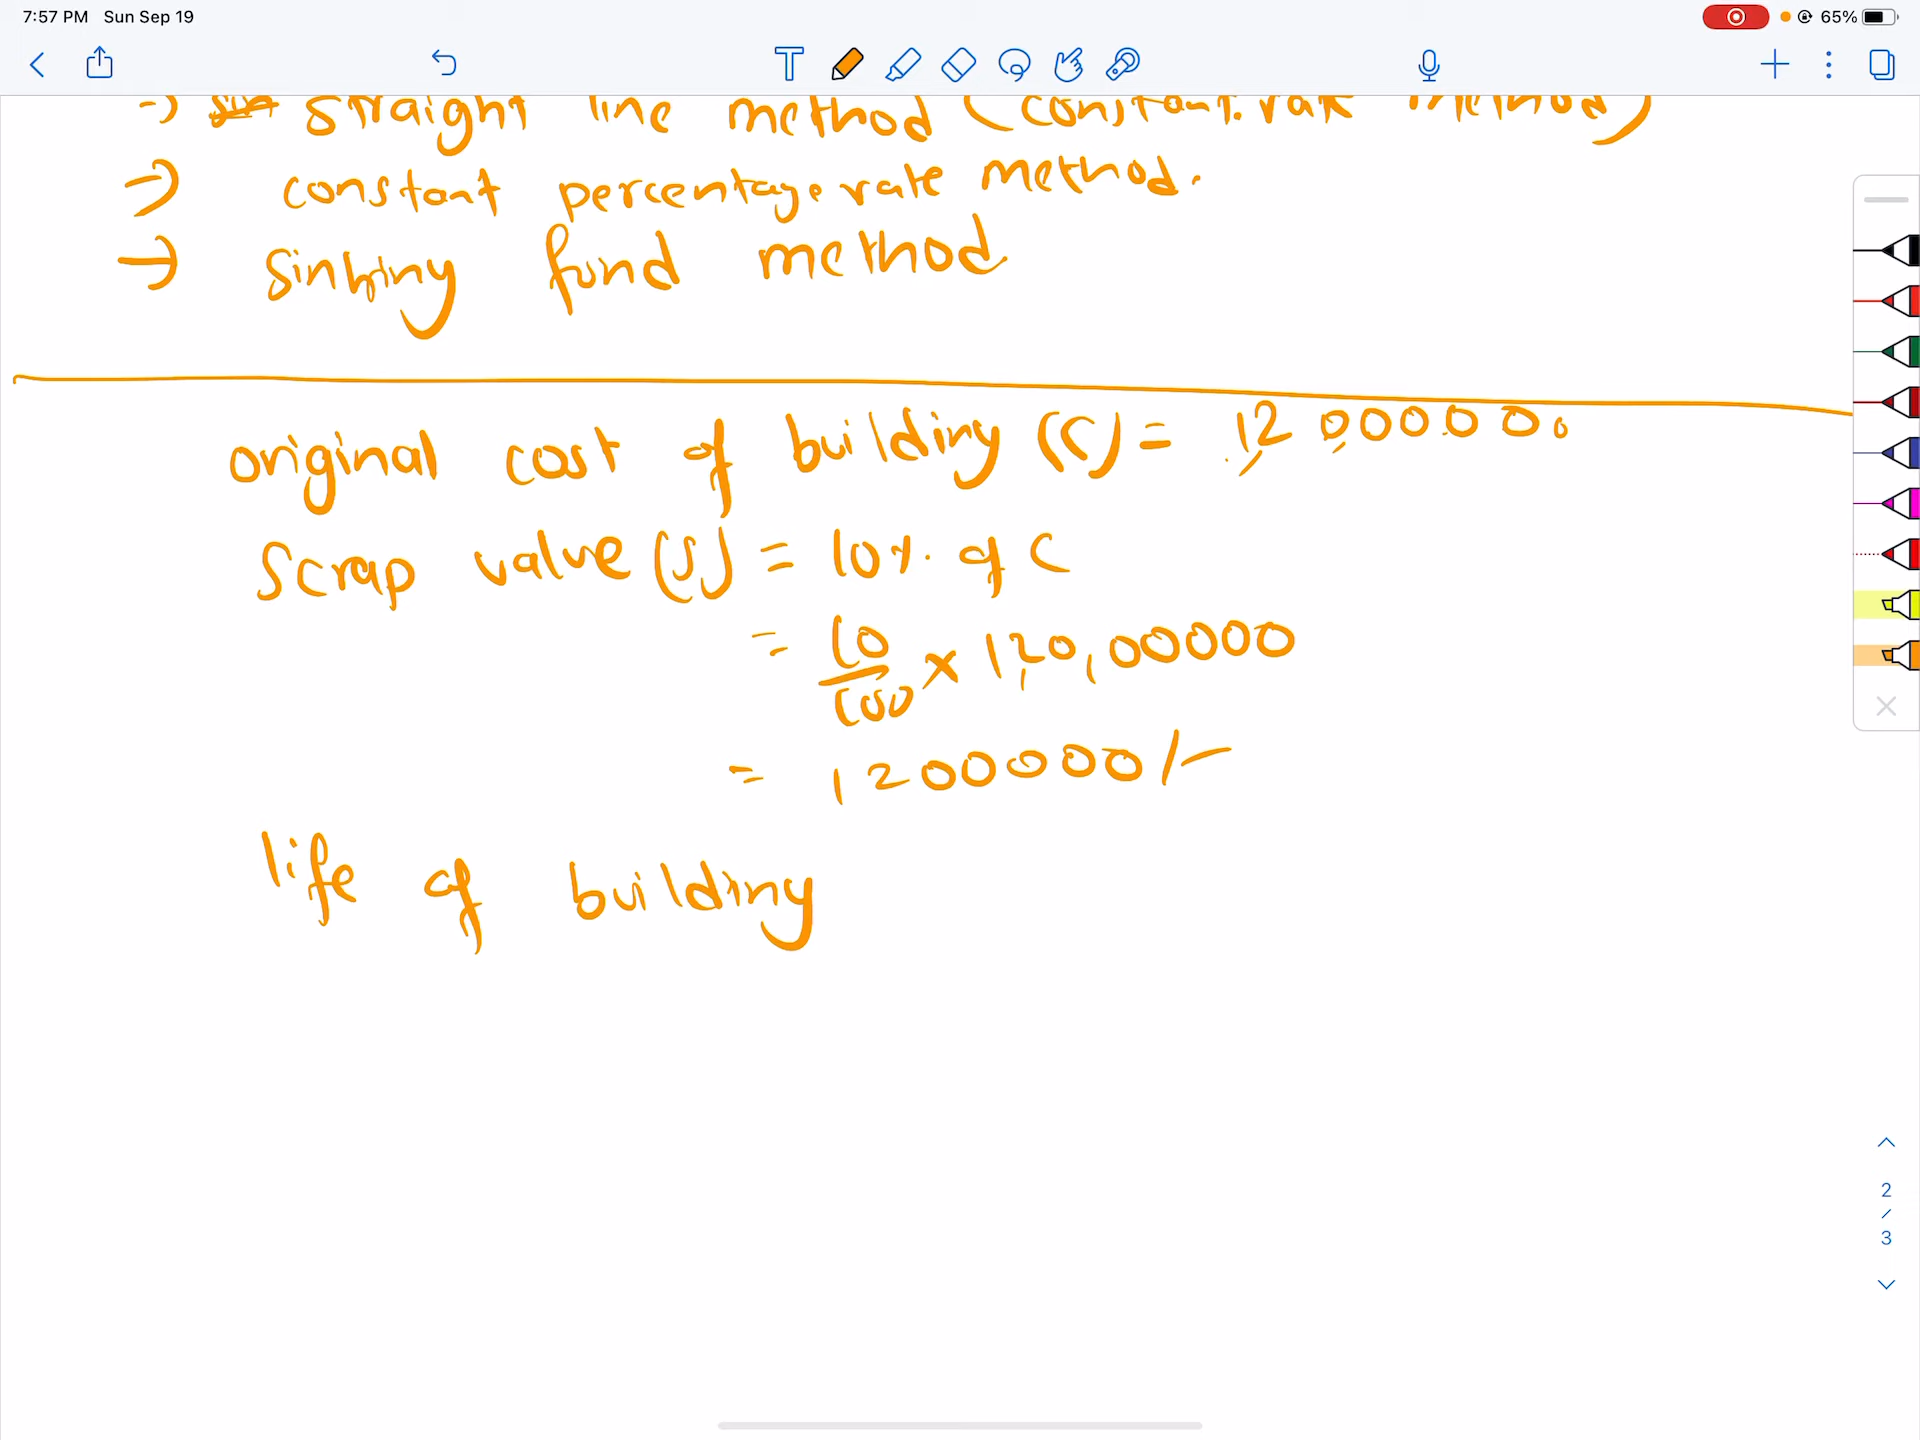 7:57 PM Sun Sep 19 65%
→ straight line method (constant rate method)
→ constant percentage rate method.
→ sinking fund method
original cost of building (C) = 12000000
Scrap value (S) = 10% of C
= 10/100 × 120,00000
= 1200000/-
life of building
2
/
3